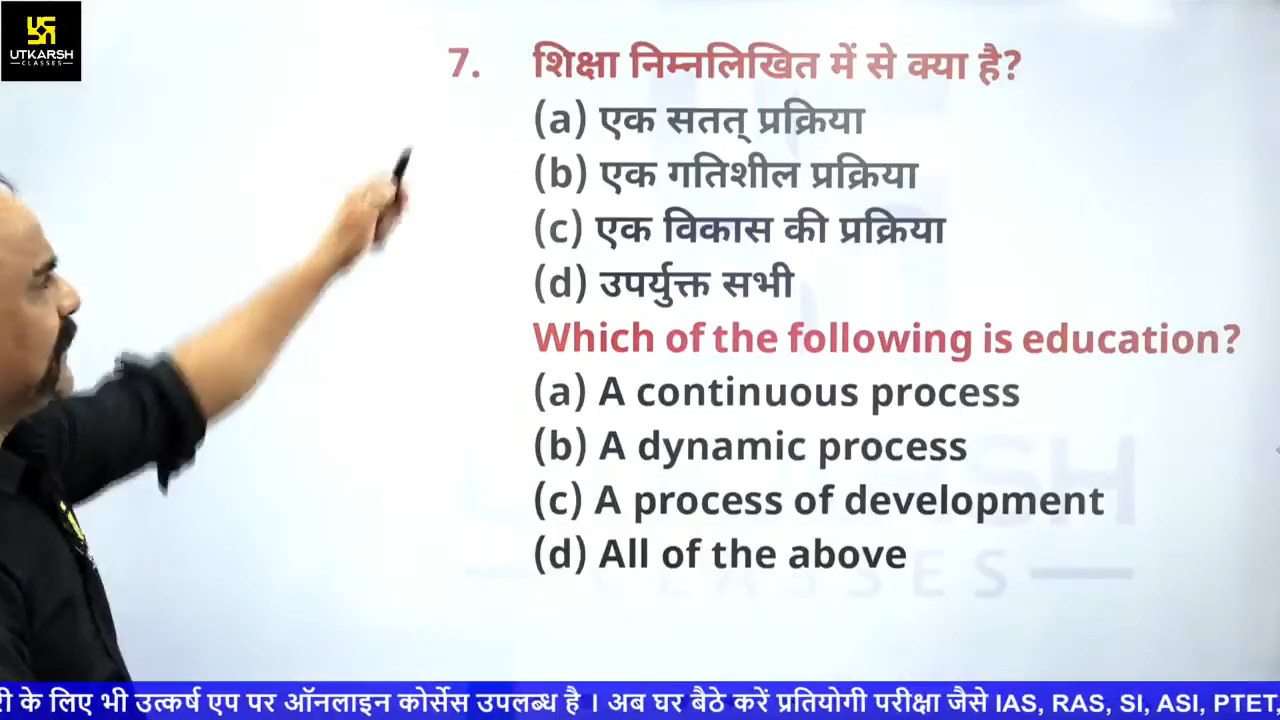 UTKARSH
CLASSES
7. शिक्षा निम्नलिखित में से क्या है?
(a) एक सतत् प्रक्रिया
(b) एक गतिशील प्रक्रिया
(c) एक विकास की प्रक्रिया
(d) उपर्युक्त सभी
Which of the following is education?
(a) A continuous process
(b) A dynamic process
(c) A process of development
(d) All of the above
CLASSES
के लिए भी उत्कर्ष एप पर ऑनलाइन कोर्सेस उपलब्ध है । अब घर बैठे करें प्रतियोगी परीक्षा जैसे IAS, RAS, SI, ASI, PTET,